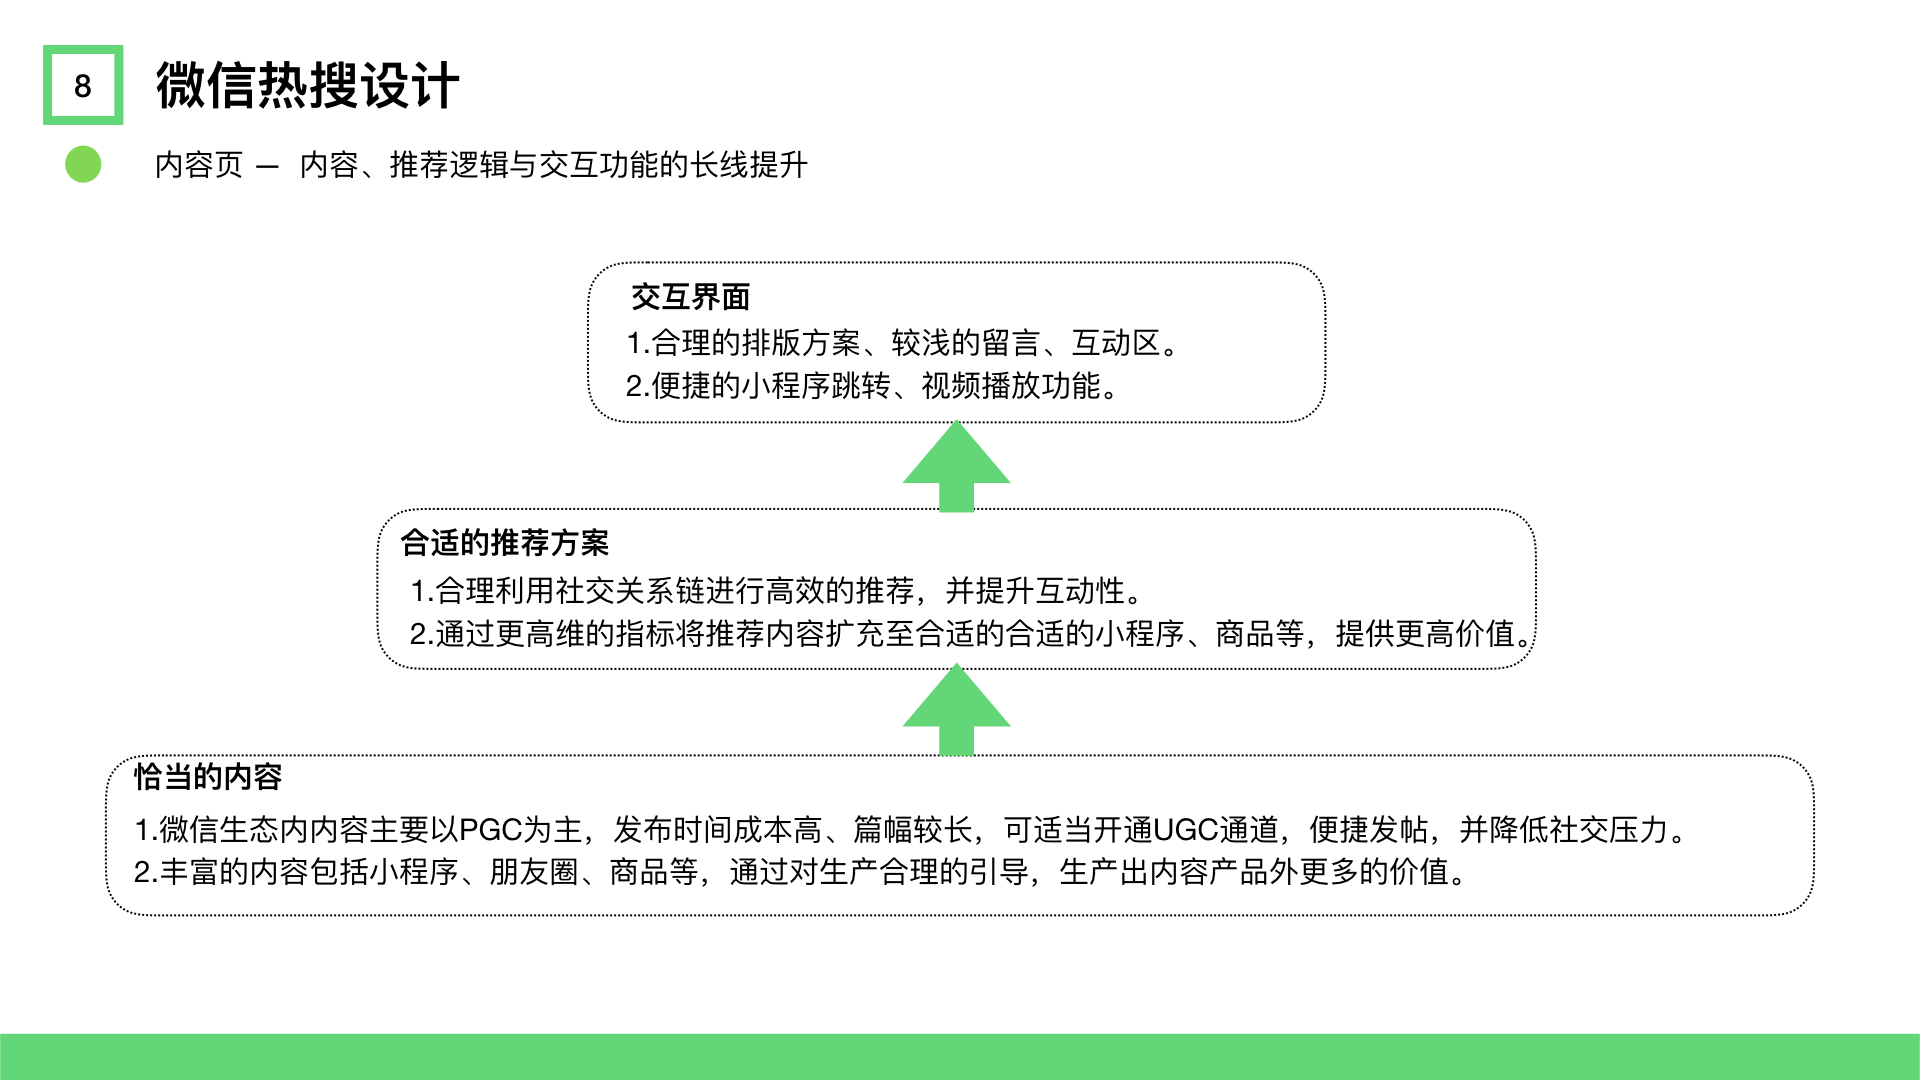 8
微信热搜设计
内容页 — 内容、推荐逻辑与交互功能的长线提升
交互界面
1.合理的排版方案、较浅的留言、互动区。
2.便捷的小程序跳转、视频播放功能。
合适的推荐方案
1.合理利用社交关系链进行高效的推荐，并提升互动性。
2.通过更高维的指标将推荐内容扩充至合适的合适的小程序、商品等，提供更高价值。
恰当的内容
1.微信生态内内容主要以PGC为主，发布时间成本高、篇幅较长，可适当开通UGC通道，便捷发帖，并降低社交压力。
2.丰富的内容包括小程序、朋友圈、商品等，通过对生产合理的引导，生产出内容产品外更多的价值。